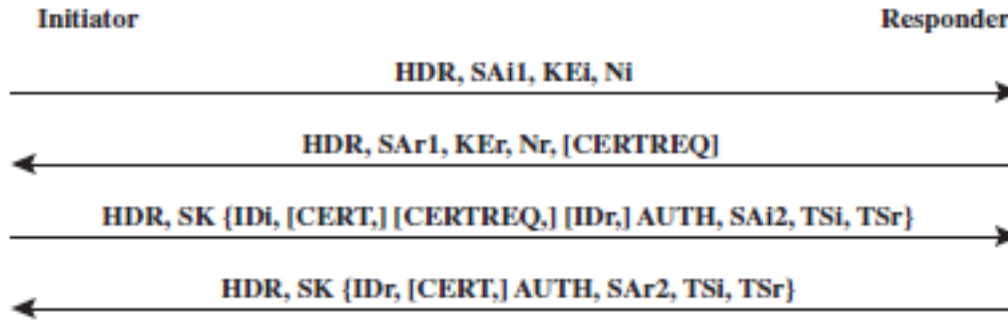 Initiator Responder
HDR, SAi1, KEi, Ni
HDR, SAr1, KEr, Nr, [CERTREQ]
HDR, SK {IDi, [CERT,] [CERTREQ,] [IDr,] AUTH, SAi2, TSi, TSr}
HDR, SK {IDr, [CERT,] AUTH, SAr2, TSi, TSr}